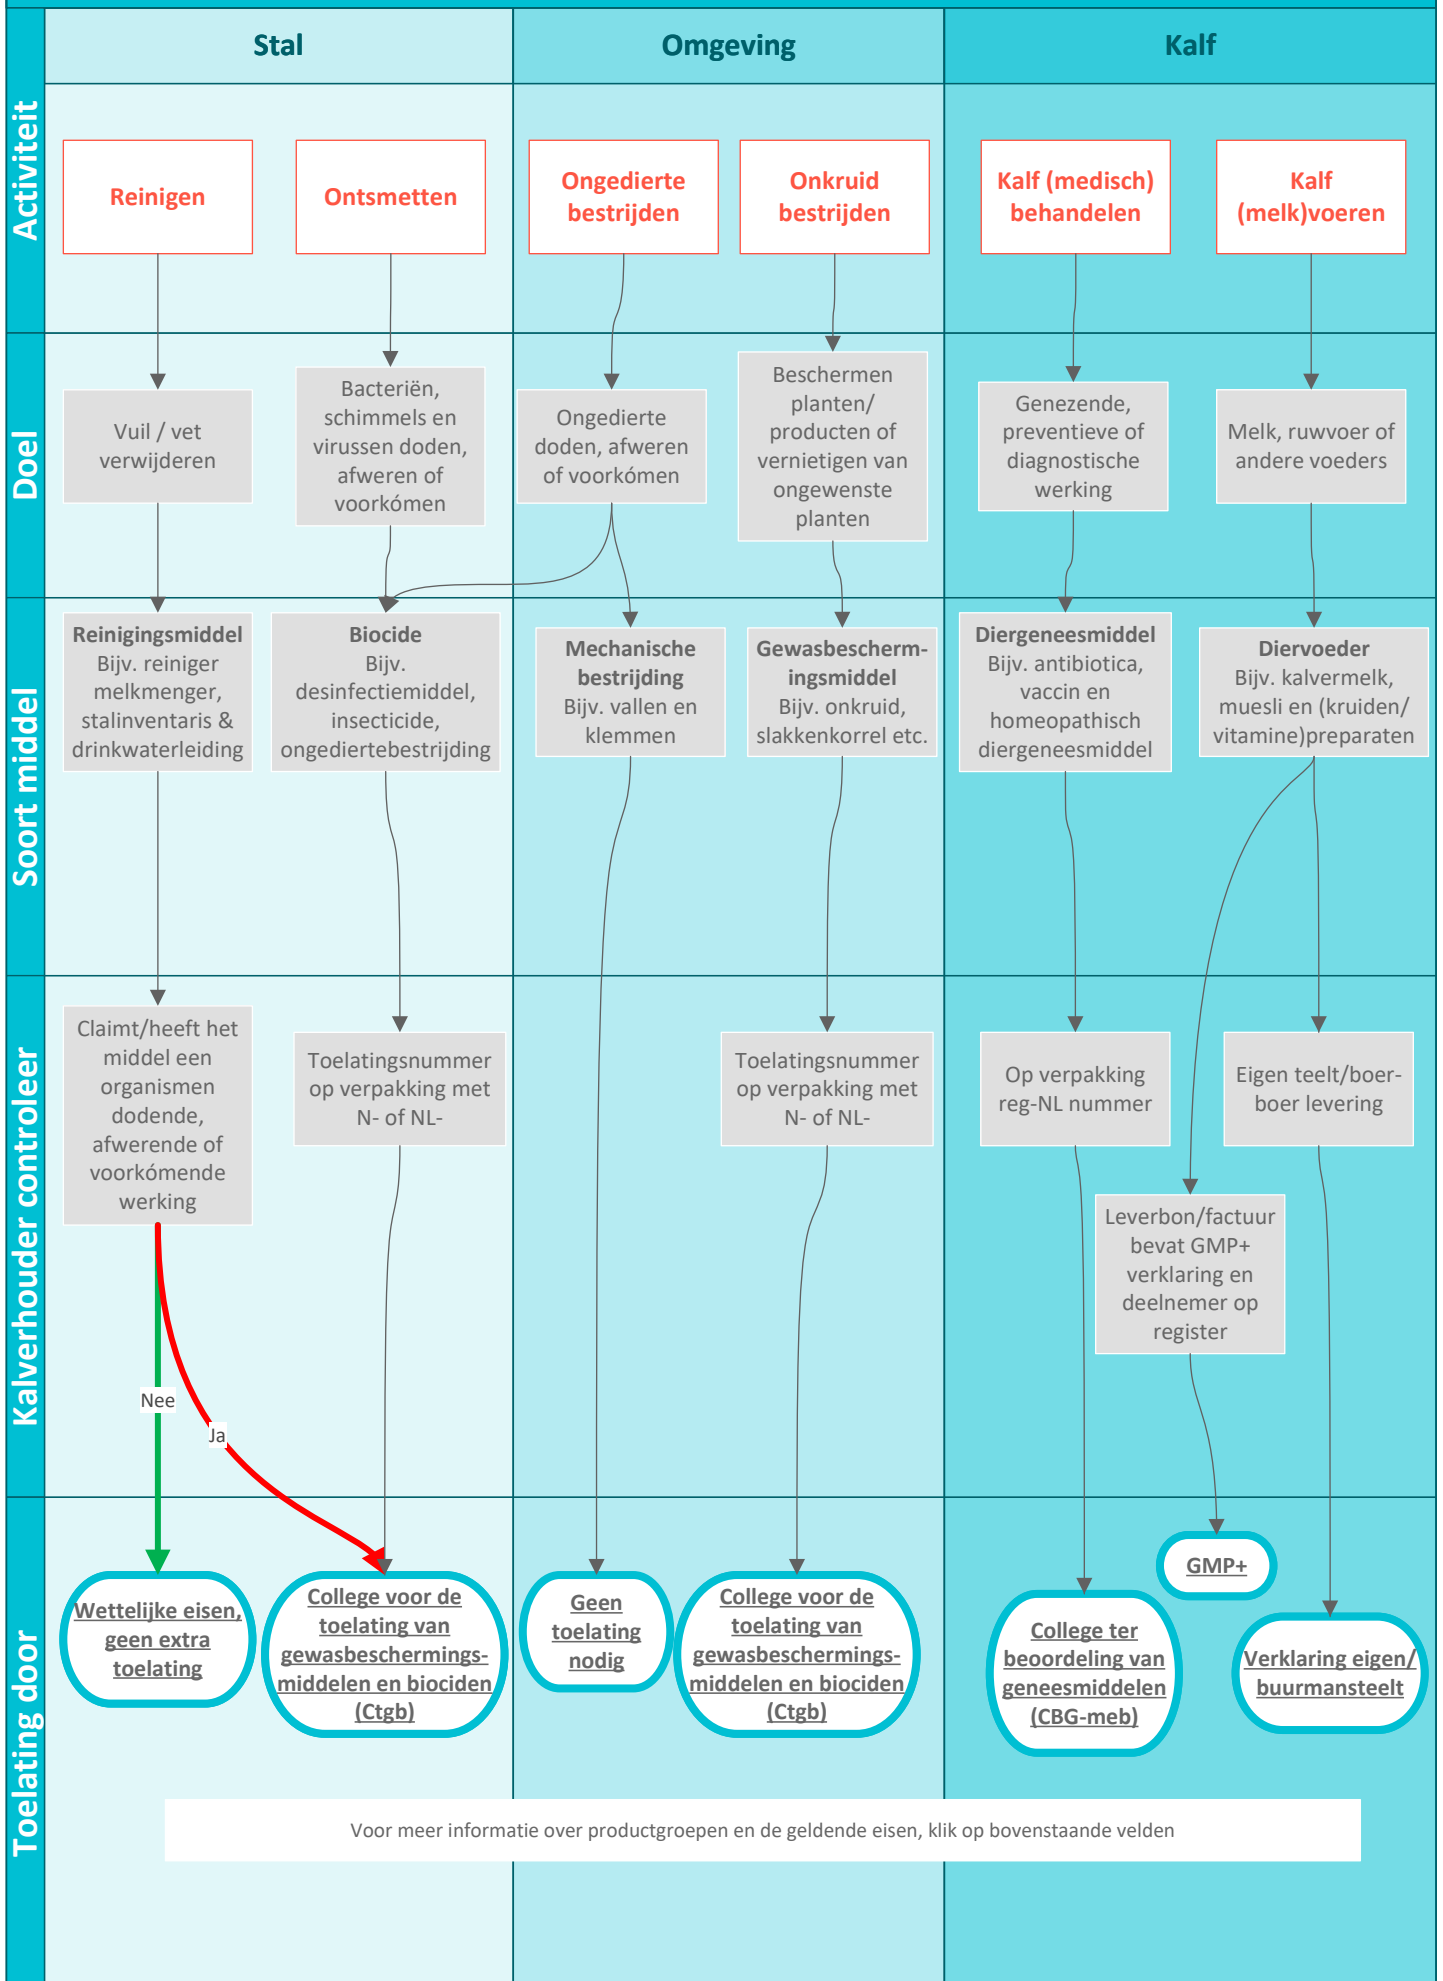 Stal
Omgeving
Kalf
Activiteit
Reinigen
Ontsmetten
Ongedierte
bestrijden
Onkruid
bestrijden
Kalf (medisch)
behandelen
Kalf
(melk)voeren
Doel
Vuil / vet
verwijderen
Bacteriën,
schimmels en
virussen doden,
afweren of
voorkómen
Ongedierte
doden, afweren
of voorkómen
Beschermen
planten/
producten of
vernietigen van
ongewenste
planten
Genezende,
preventieve of
diagnostische
werking
Melk, ruwvoer of
andere voeders
Soort middel
Reinigingsmiddel
Bijv. reiniger
melkmenger,
stalinventaris &
drinkwaterleiding
Biocide
Bijv.
desinfectiemiddel,
insecticide,
ongediertebestrijding
Mechanische
bestrijding
Bijv. vallen en
klemmen
Gewasbescherm-
ingsmiddel
Bijv. onkruid,
slakkenkorrel etc.
Diergeneesmiddel
Bijv. antibiotica,
vaccin en
homeopathisch
diergeneesmiddel
Diervoeder
Bijv. kalvermelk,
muesli en (kruiden/
vitamine)preparaten
Kalverhouder controleer
Claimt/heeft het
middel een
organismen
dodende,
afwerende of
voorkómende
werking
Toelatingsnummer
op verpakking met
N- of NL-
Toelatingsnummer
op verpakking met
N- of NL-
Op verpakking
reg-NL nummer
Eigen teelt/boer-
boer levering
Leverbon/factuur
bevat GMP+
verklaring en
deelnemer op
register
Nee
Ja
Toelating door
Wettelijke eisen,
geen extra
toelating
College voor de
toelating van
gewasbeschermings-
middelen en biociden
(Ctgb)
Geen
toelating
nodig
College voor de
toelating van
gewasbeschermings-
middelen en biociden
(Ctgb)
College ter
beoordeling van
geneesmiddelen
(CBG-meb)
GMP+
Verklaring eigen/
buurmansteelt
Voor meer informatie over productgroepen en de geldende eisen, klik op bovenstaande velden